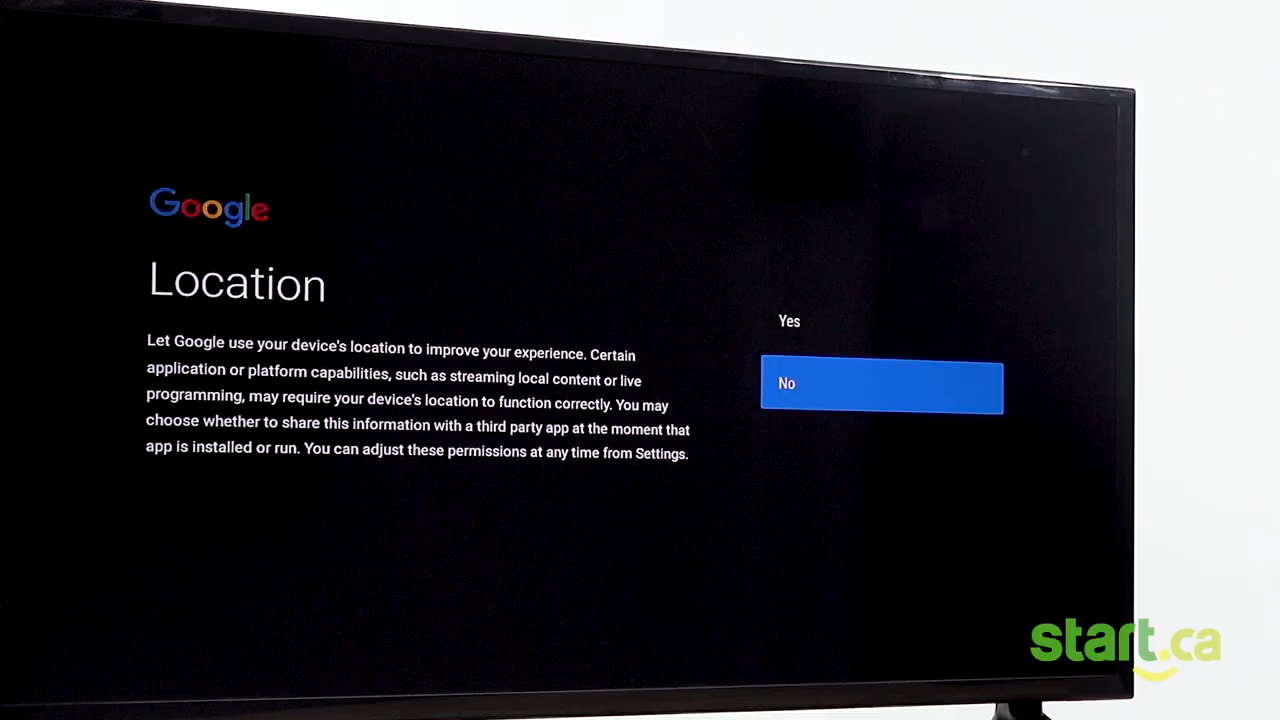 Google
Location
Let Google use your device's location to improve your experience. Certain
application or platform capabilities, such as streaming local content or live
programming, may require your device's location to function correctly. You may
choose whether to share this information with a third party app at the moment that
app is installed or run. You can adjust these permissions at any time from Settings.
Yes
No
start.ca